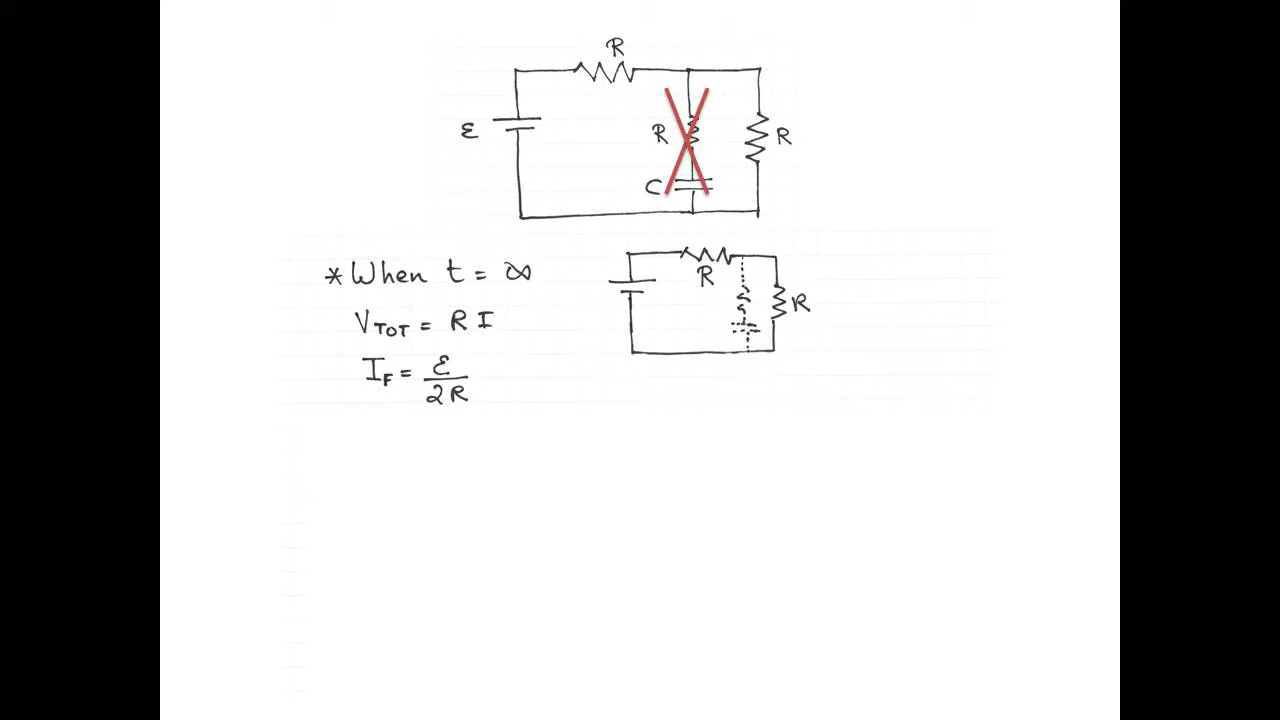 R
ε
R
R
C
* When t = ∞
R
R
V_TOT = R I
I_F = ε / 2R